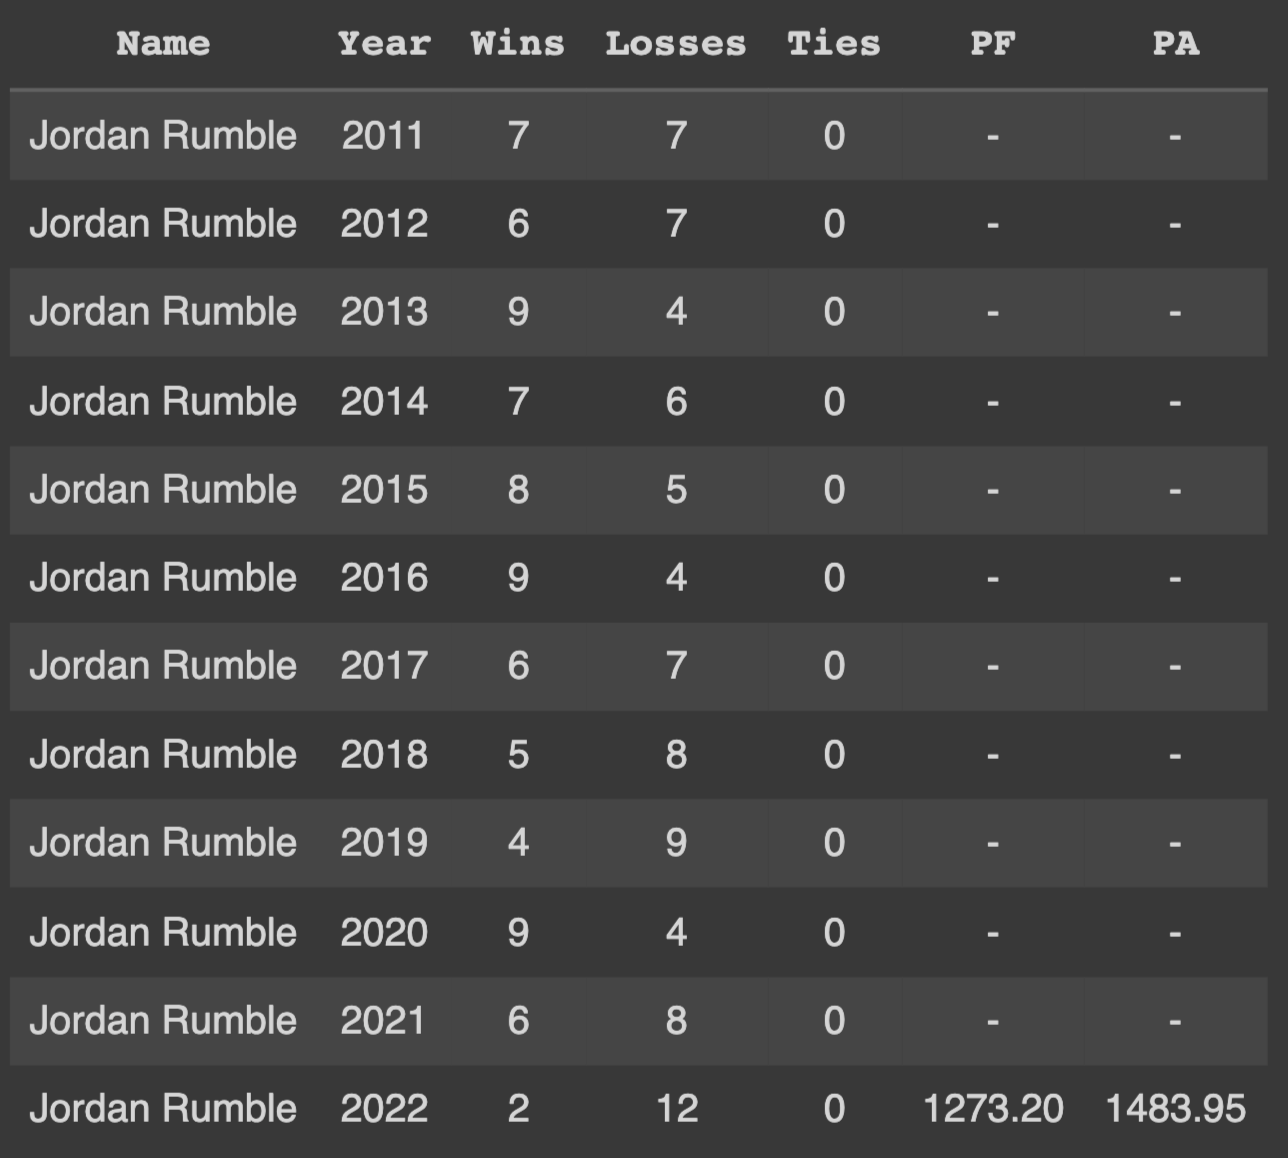 Name Year Wins Losses Ties PF PA
Jordan Rumble 2011 7 7 0 - -
Jordan Rumble 2012 6 7 0 - -
Jordan Rumble 2013 9 4 0 - -
Jordan Rumble 2014 7 6 0 - -
Jordan Rumble 2015 8 5 0 - -
Jordan Rumble 2016 9 4 0 - -
Jordan Rumble 2017 6 7 0 - -
Jordan Rumble 2018 5 8 0 - -
Jordan Rumble 2019 4 9 0 - -
Jordan Rumble 2020 9 4 0 - -
Jordan Rumble 2021 6 8 0 - -
Jordan Rumble 2022 2 12 0 1273.20 1483.95